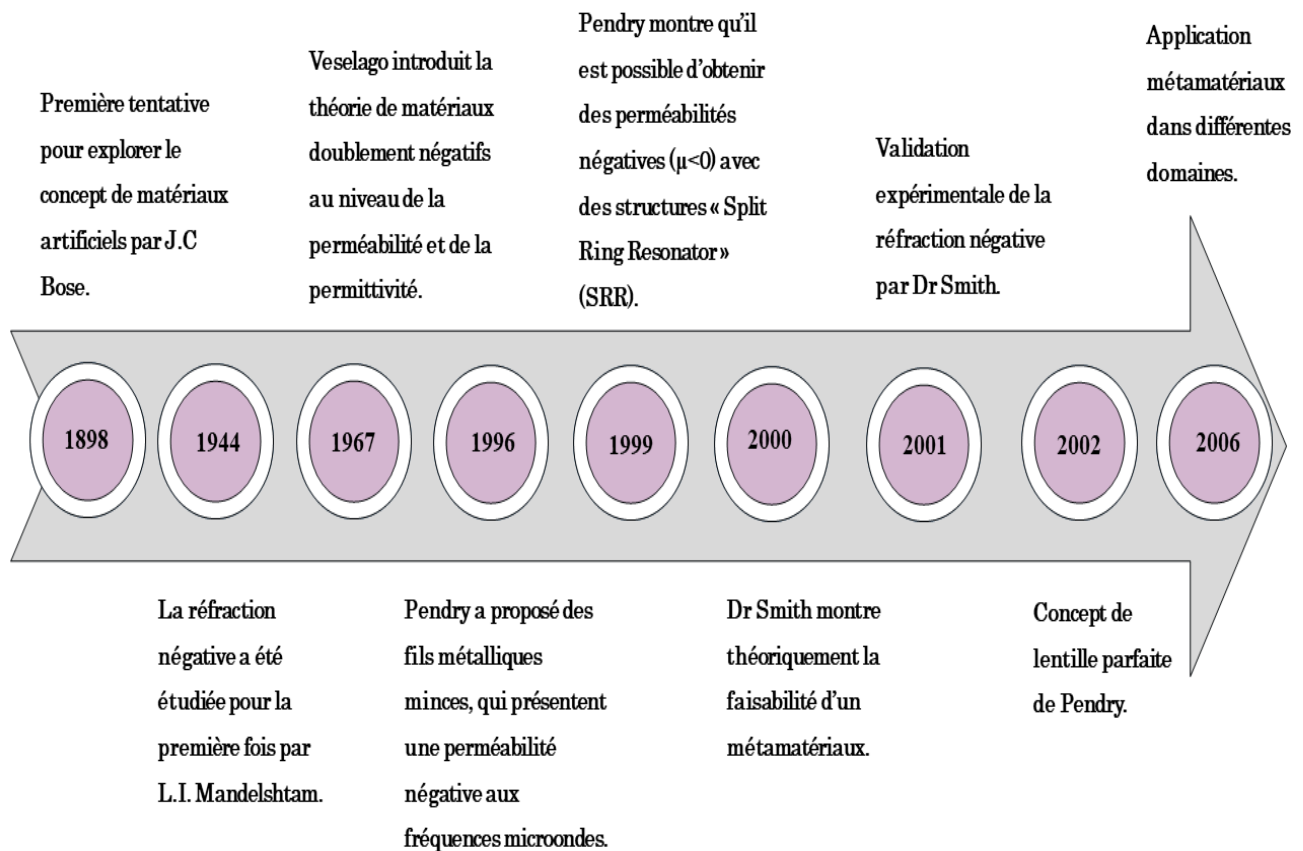 Première tentative
pour explorer le
concept de matériaux
artificiels par J.C
Bose.
Veselago introduit la
théorie de matériaux
doublement négatifs
au niveau de la
perméabilité et de la
permittivité.
Pendry montre qu'il
est possible d'obtenir
des perméabilités
négatives (µ<0) avec
des structures « Split
Ring Resonator »
(SRR).
Validation
expérimentale de la
réfraction négative
par Dr Smith.
Application
métamatériaux
dans différentes
domaines.
1898
1944
1967
1996
1999
2000
2001
2002
2006
La réfraction
négative a été
étudiée pour la
première fois par
L.I. Mandelshtam.
Pendry a proposé des
fils métalliques
minces, qui présentent
une perméabilité
négative aux
fréquences microondes.
Dr Smith montre
théoriquement la
faisabilité d'un
métamatériaux.
Concept de
lentille parfaite
de Pendry.